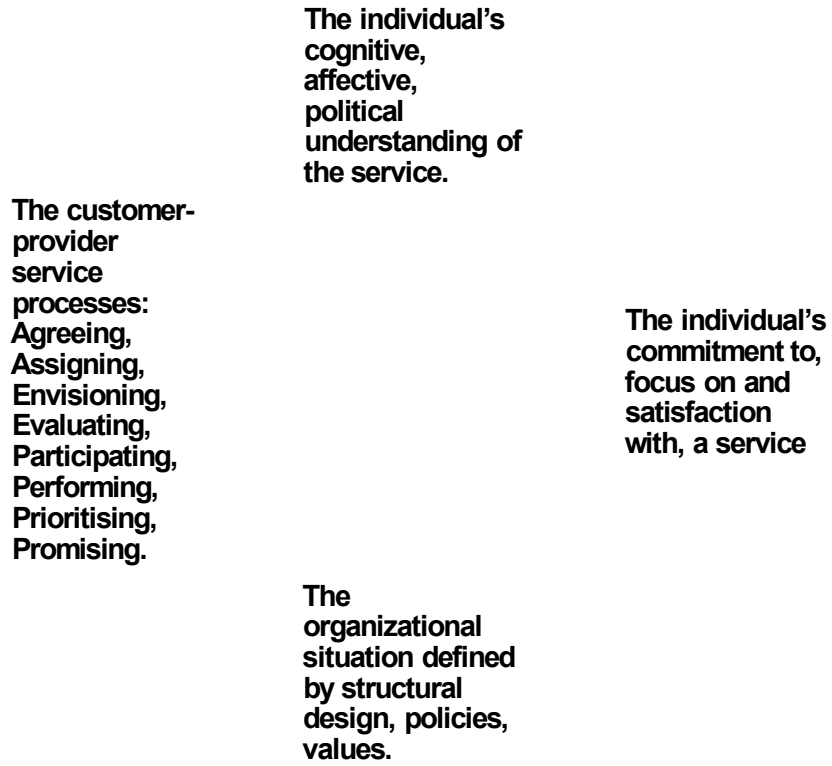 The individual’s
cognitive,
affective,
political
understanding of
the service.
The customer-
provider
service
processes:
Agreeing,
Assigning,
Envisioning,
Evaluating,
Participating,
Performing,
Prioritising,
Promising.
The individual’s
commitment to,
focus on and
satisfaction
with, a service
The
organizational
situation defined
by structural
design, policies,
values.